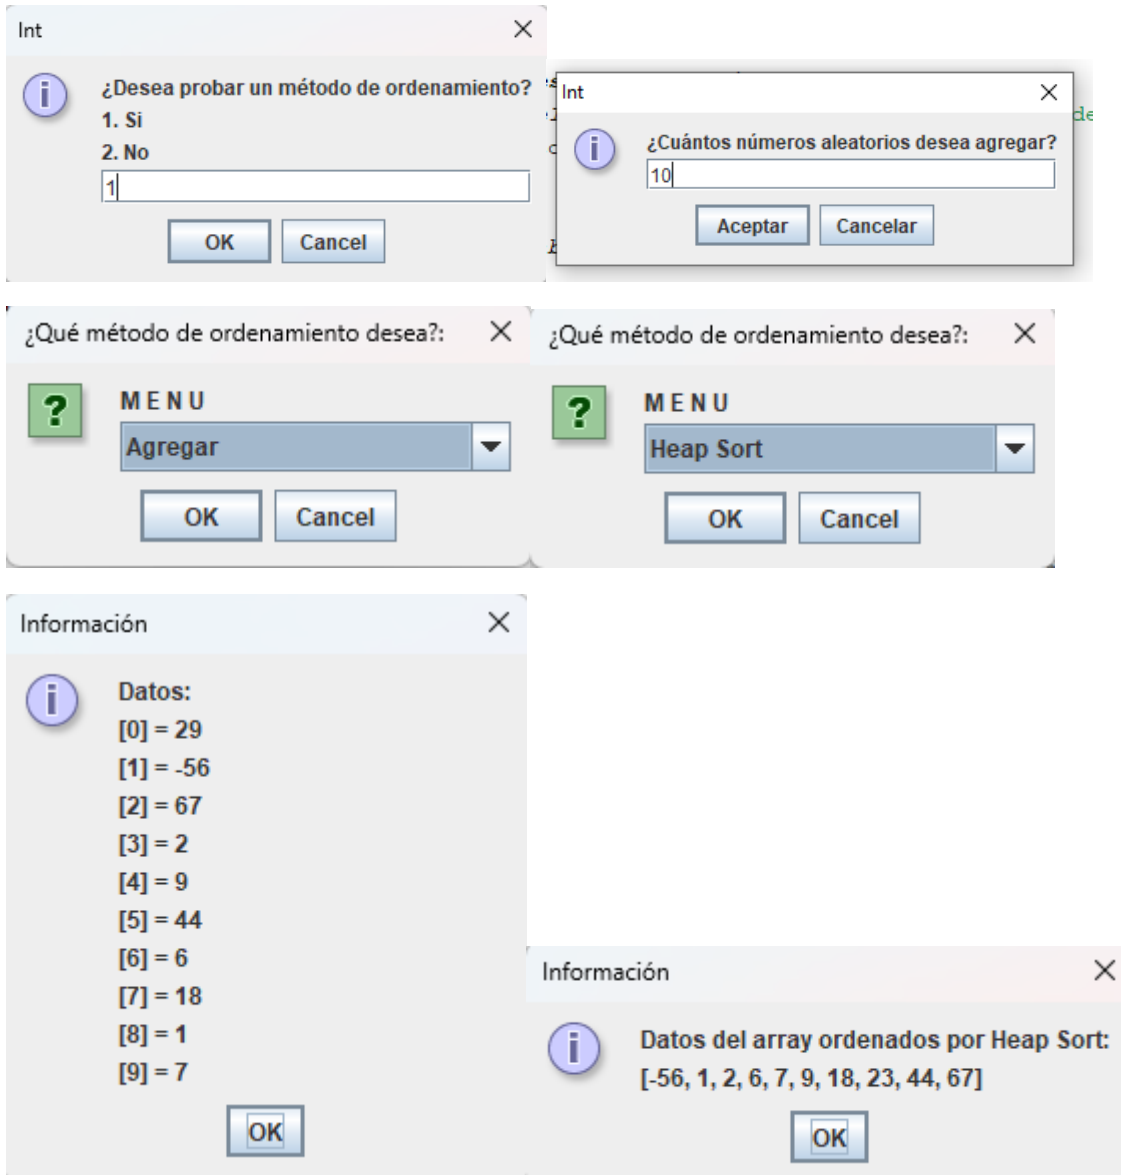 Int
¿Desea probar un método de ordenamiento?
1. Si
2. No
1
OK Cancel
Int
¿Cuántos números aleatorios desea agregar?
10
Aceptar Cancelar
¿Qué método de ordenamiento desea?:
M E N U
Agregar
OK Cancel
¿Qué método de ordenamiento desea?:
M E N U
Heap Sort
OK Cancel
Información
Datos:
[0] = 29
[1] = -56
[2] = 67
[3] = 2
[4] = 9
[5] = 44
[6] = 6
[7] = 18
[8] = 1
[9] = 7
OK
Información
Datos del array ordenados por Heap Sort:
[-56, 1, 2, 6, 7, 9, 18, 23, 44, 67]
OK